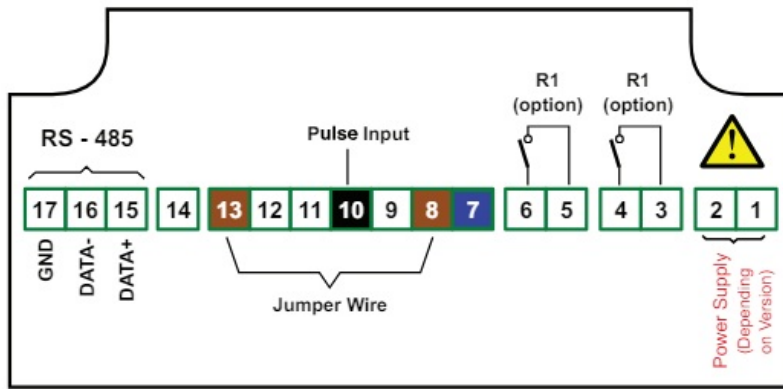 R1
(option)
R1
(option)
RS - 485
Pulse Input
17 16 15 14 13 12 11 10 9 8 7 6 5 4 3 2 1
GND
DATA-
DATA+
Jumper Wire
Power Supply
(Depending
on Version)